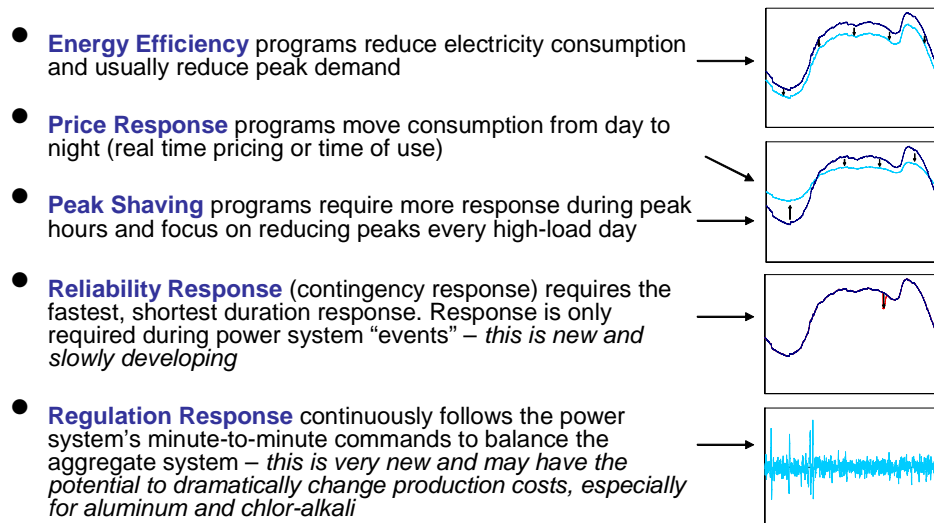 • Energy Efficiency programs reduce electricity consumption
and usually reduce peak demand
• Price Response programs move consumption from day to
night (real time pricing or time of use)
• Peak Shaving programs require more response during peak
hours and focus on reducing peaks every high-load day
• Reliability Response (contingency response) requires the
fastest, shortest duration response. Response is only
required during power system “events” – this is new and
slowly developing
• Regulation Response continuously follows the power
system’s minute-to-minute commands to balance the
aggregate system – this is very new and may have the
potential to dramatically change production costs, especially
for aluminum and chlor-alkali